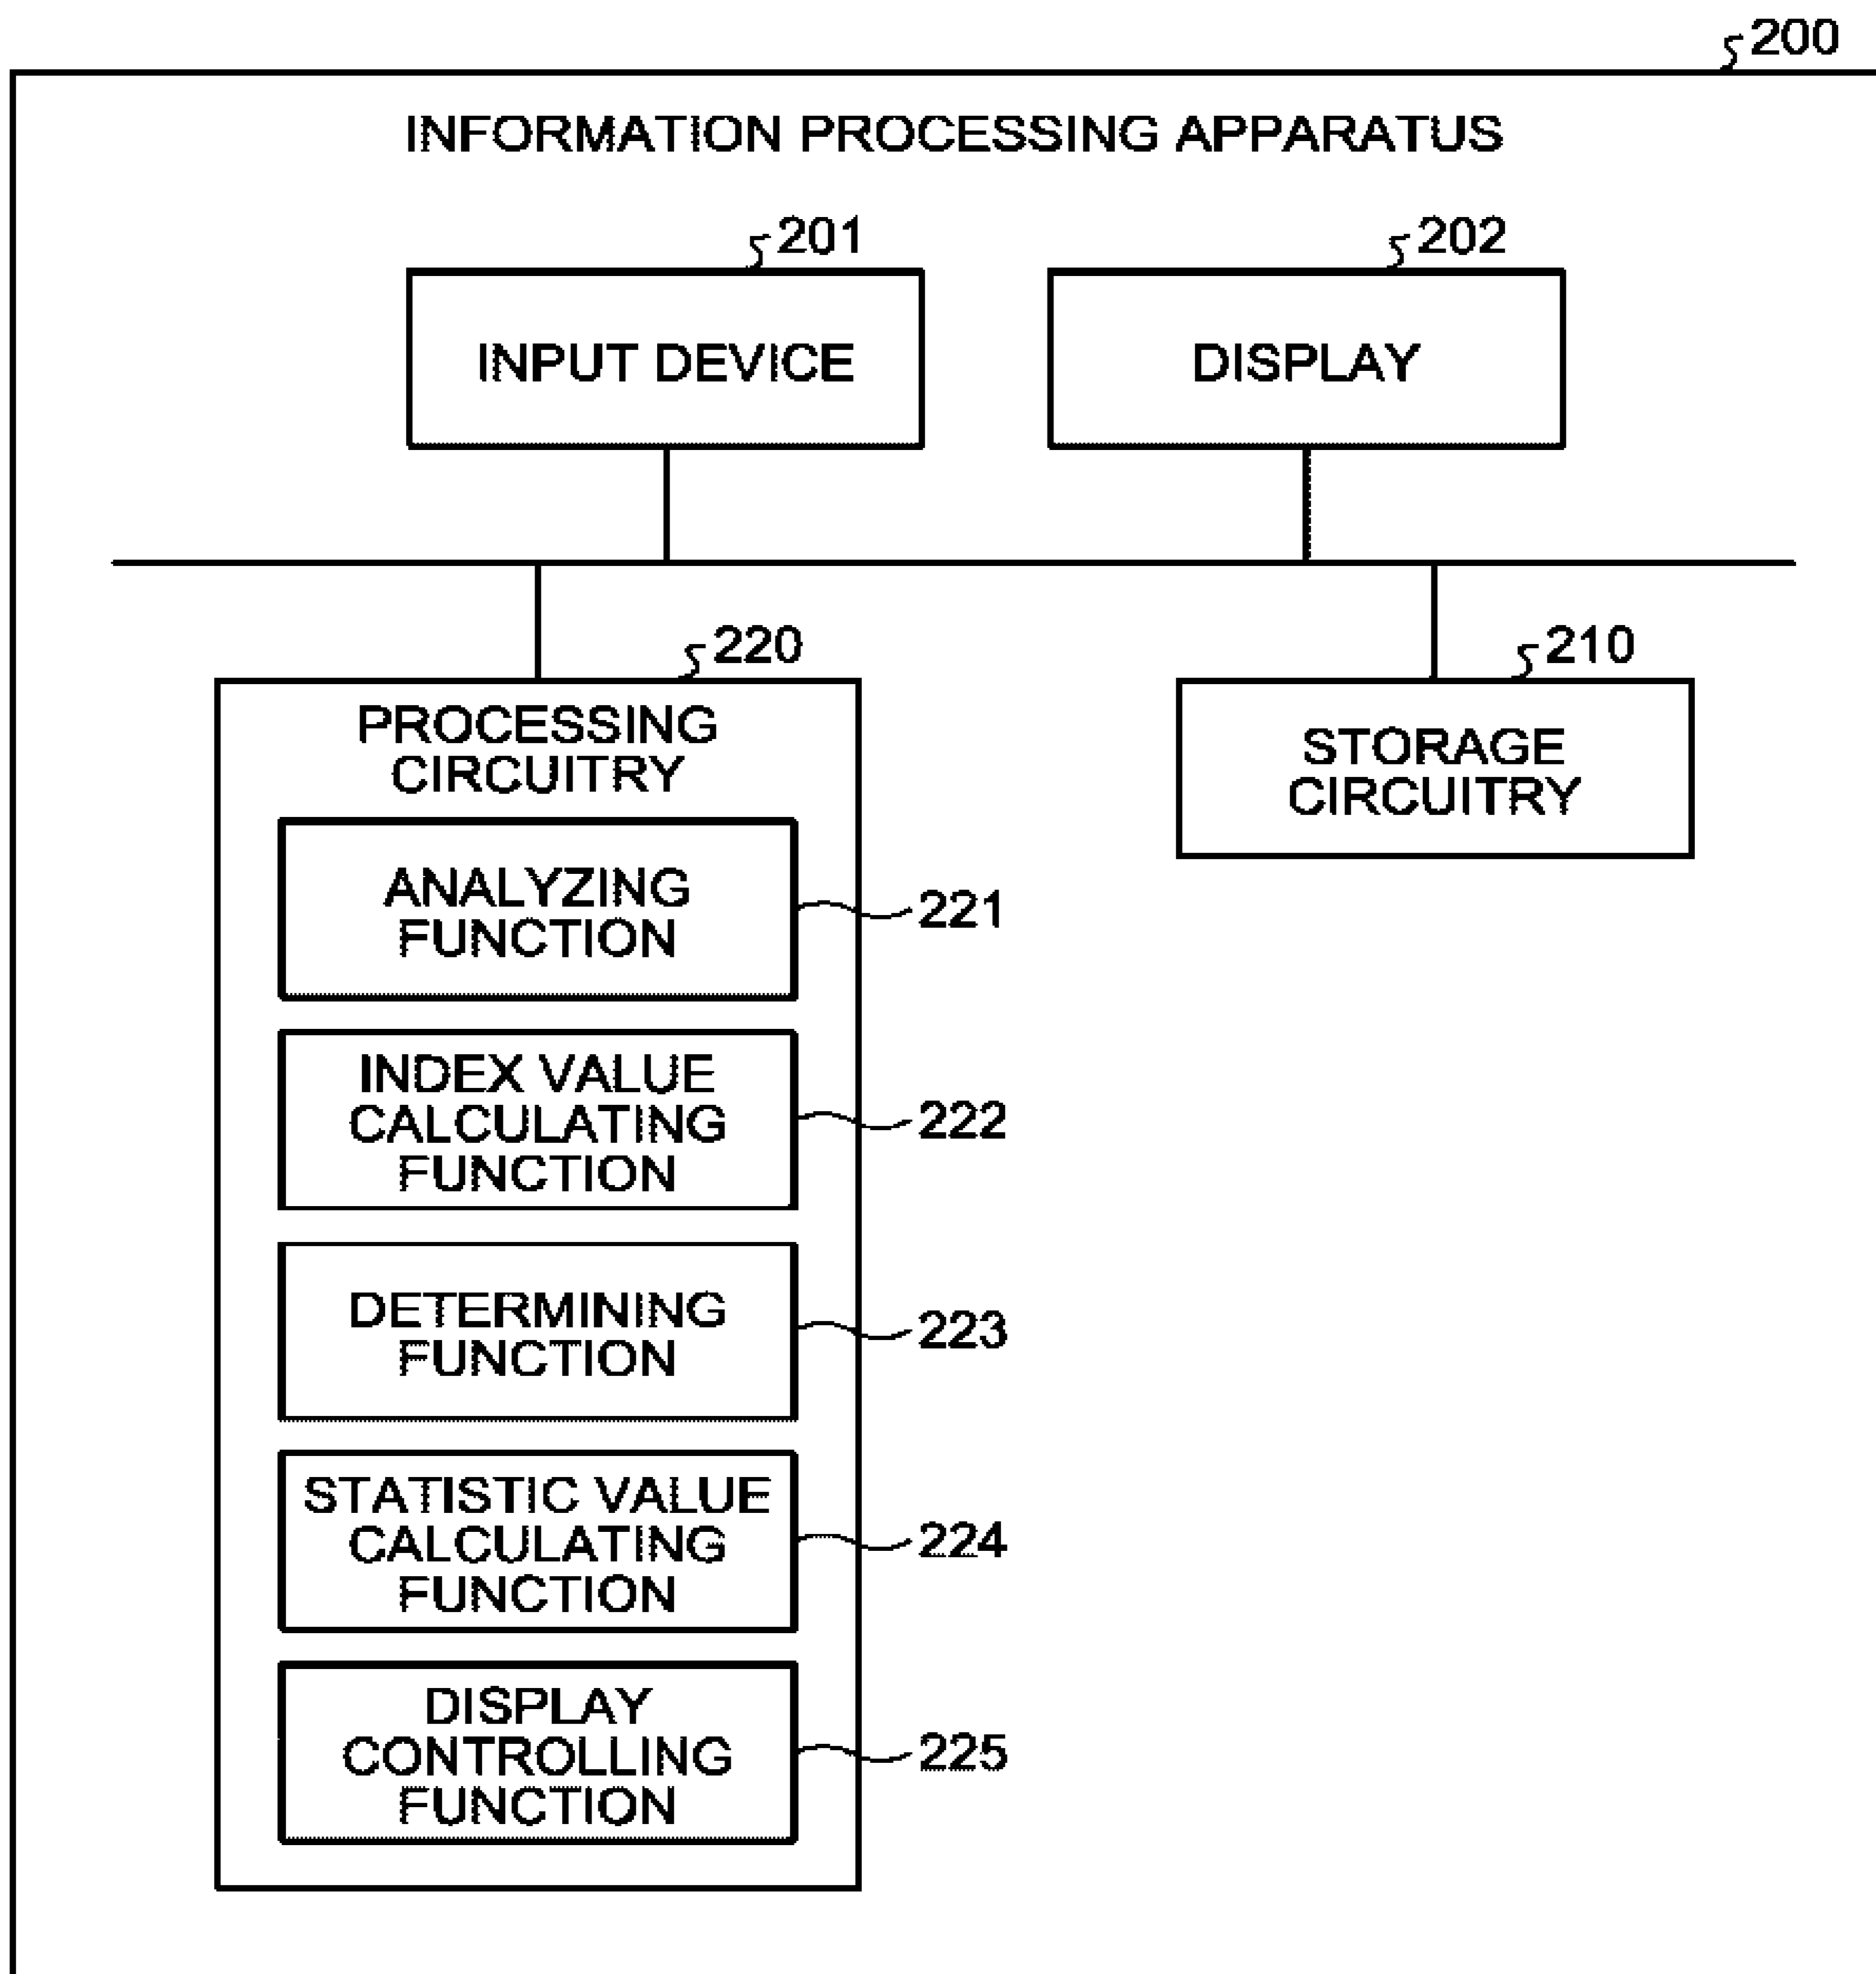 200
INFORMATION PROCESSING APPARATUS
201
202
INPUT DEVICE
DISPLAY
220
210
PROCESSING
CIRCUITRY
STORAGE
CIRCUITRY
ANALYZING
FUNCTION
221
INDEX VALUE
CALCULATING
FUNCTION
222
DETERMINING
FUNCTION
223
STATISTIC VALUE
CALCULATING
FUNCTION
224
DISPLAY
CONTROLLING
FUNCTION
225